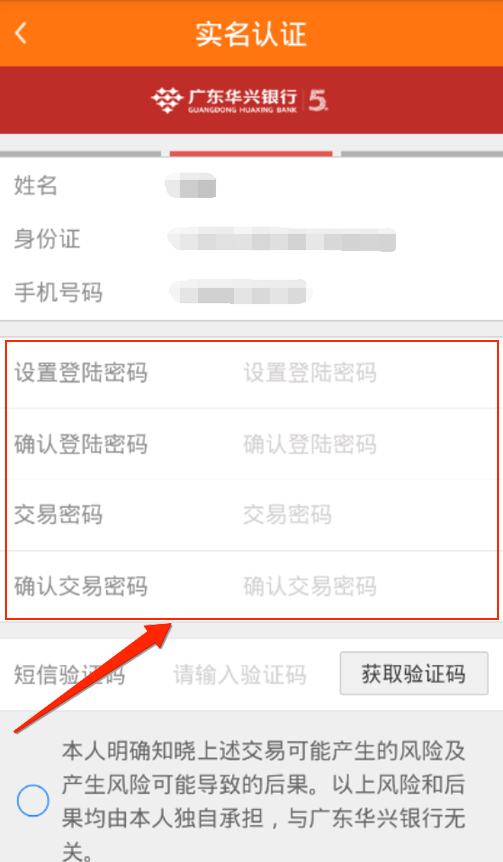 实名认证
广东华兴银行 5
GUANGDONG HUAXING BANK
姓名
身份证
手机号码
设置登陆密码 设置登陆密码
确认登陆密码 确认登陆密码
交易密码 交易密码
确认交易密码 确认交易密码
短信验证码 请输入验证码 获取验证码
本人明确知晓上述交易可能产生的风险及
产生风险可能导致的后果。以上风险和后
果均由本人独自承担，与广东华兴银行无
关。